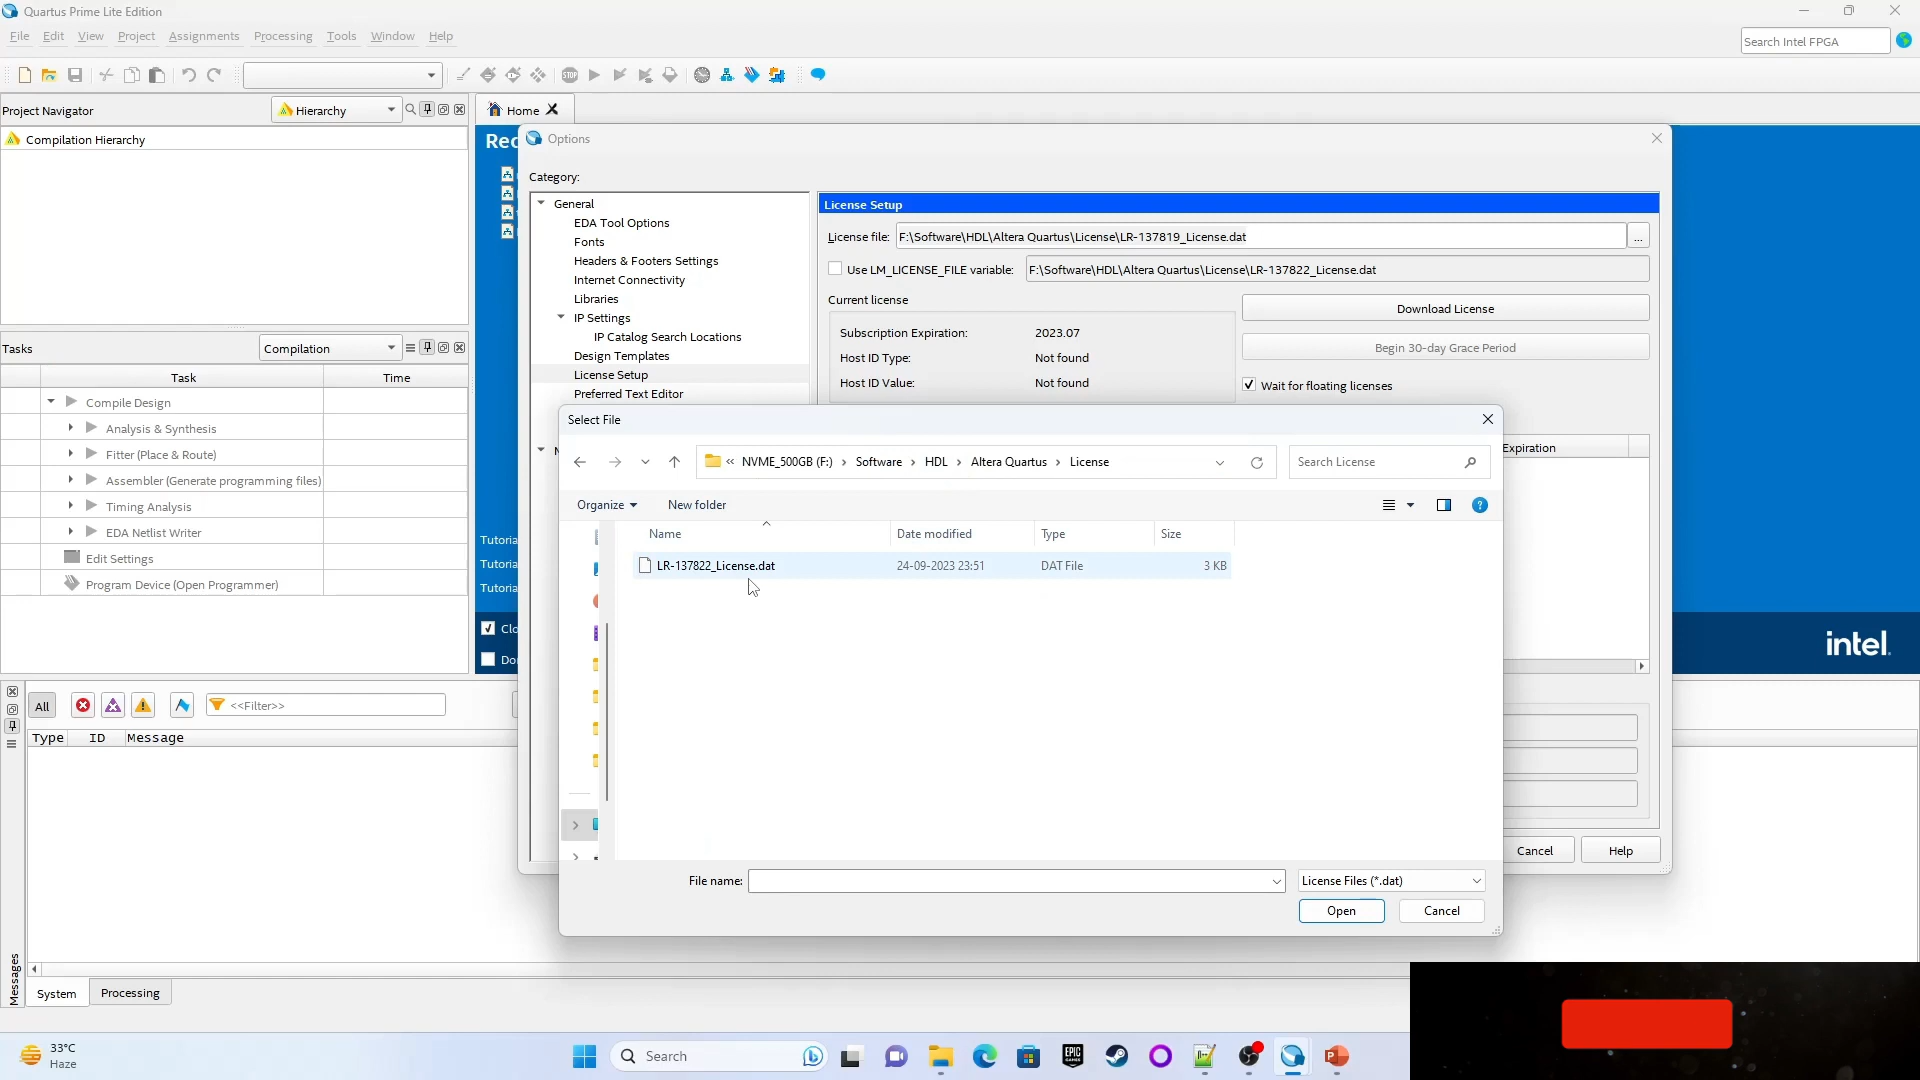 Quartus Prime Lite Edition
File Edit View Project Assignments Processing Tools Window Help
Search Intel FPGA
Project Navigator
Hierarchy
Home
Compilation Hierarchy
Rec
Options
Category:
General
EDA Tool Options
Fonts
Headers & Footers Settings
Internet Connectivity
Libraries
IP Settings
IP Catalog Search Locations
Design Templates
License Setup
Preferred Text Editor
License Setup
License file: F:\Software\HDL\Altera Quartus\License\LR-137819_License.dat
...
Use LM_LICENSE_FILE variable: F:\Software\HDL\Altera Quartus\License\LR-137822_License.dat
Current license
Download License
Subscription Expiration: 2023.07
Begin 30-day Grace Period
Host ID Type: Not found
Host ID Value: Not found
Wait for floating licenses
Expiration
Tasks
Compilation
Task Time
Compile Design
Analysis & Synthesis
Fitter (Place & Route)
Assembler (Generate programming files)
Timing Analysis
EDA Netlist Writer
Edit Settings
Program Device (Open Programmer)
Tutoria
Tutoria
Tutoria
Clo
Do
Select File
« NVME_500GB (F:) › Software › HDL › Altera Quartus › License
Search License
Organize New folder
Name Date modified Type Size
LR-137822_License.dat 24-09-2023 23:51 DAT File 3 KB
File name:
License Files (*.dat)
Open Cancel
Cancel Help
intel.
All
<<Filter>>
Type ID Message
Messages
System Processing
33°C
Haze
Search
EPIC GAMES